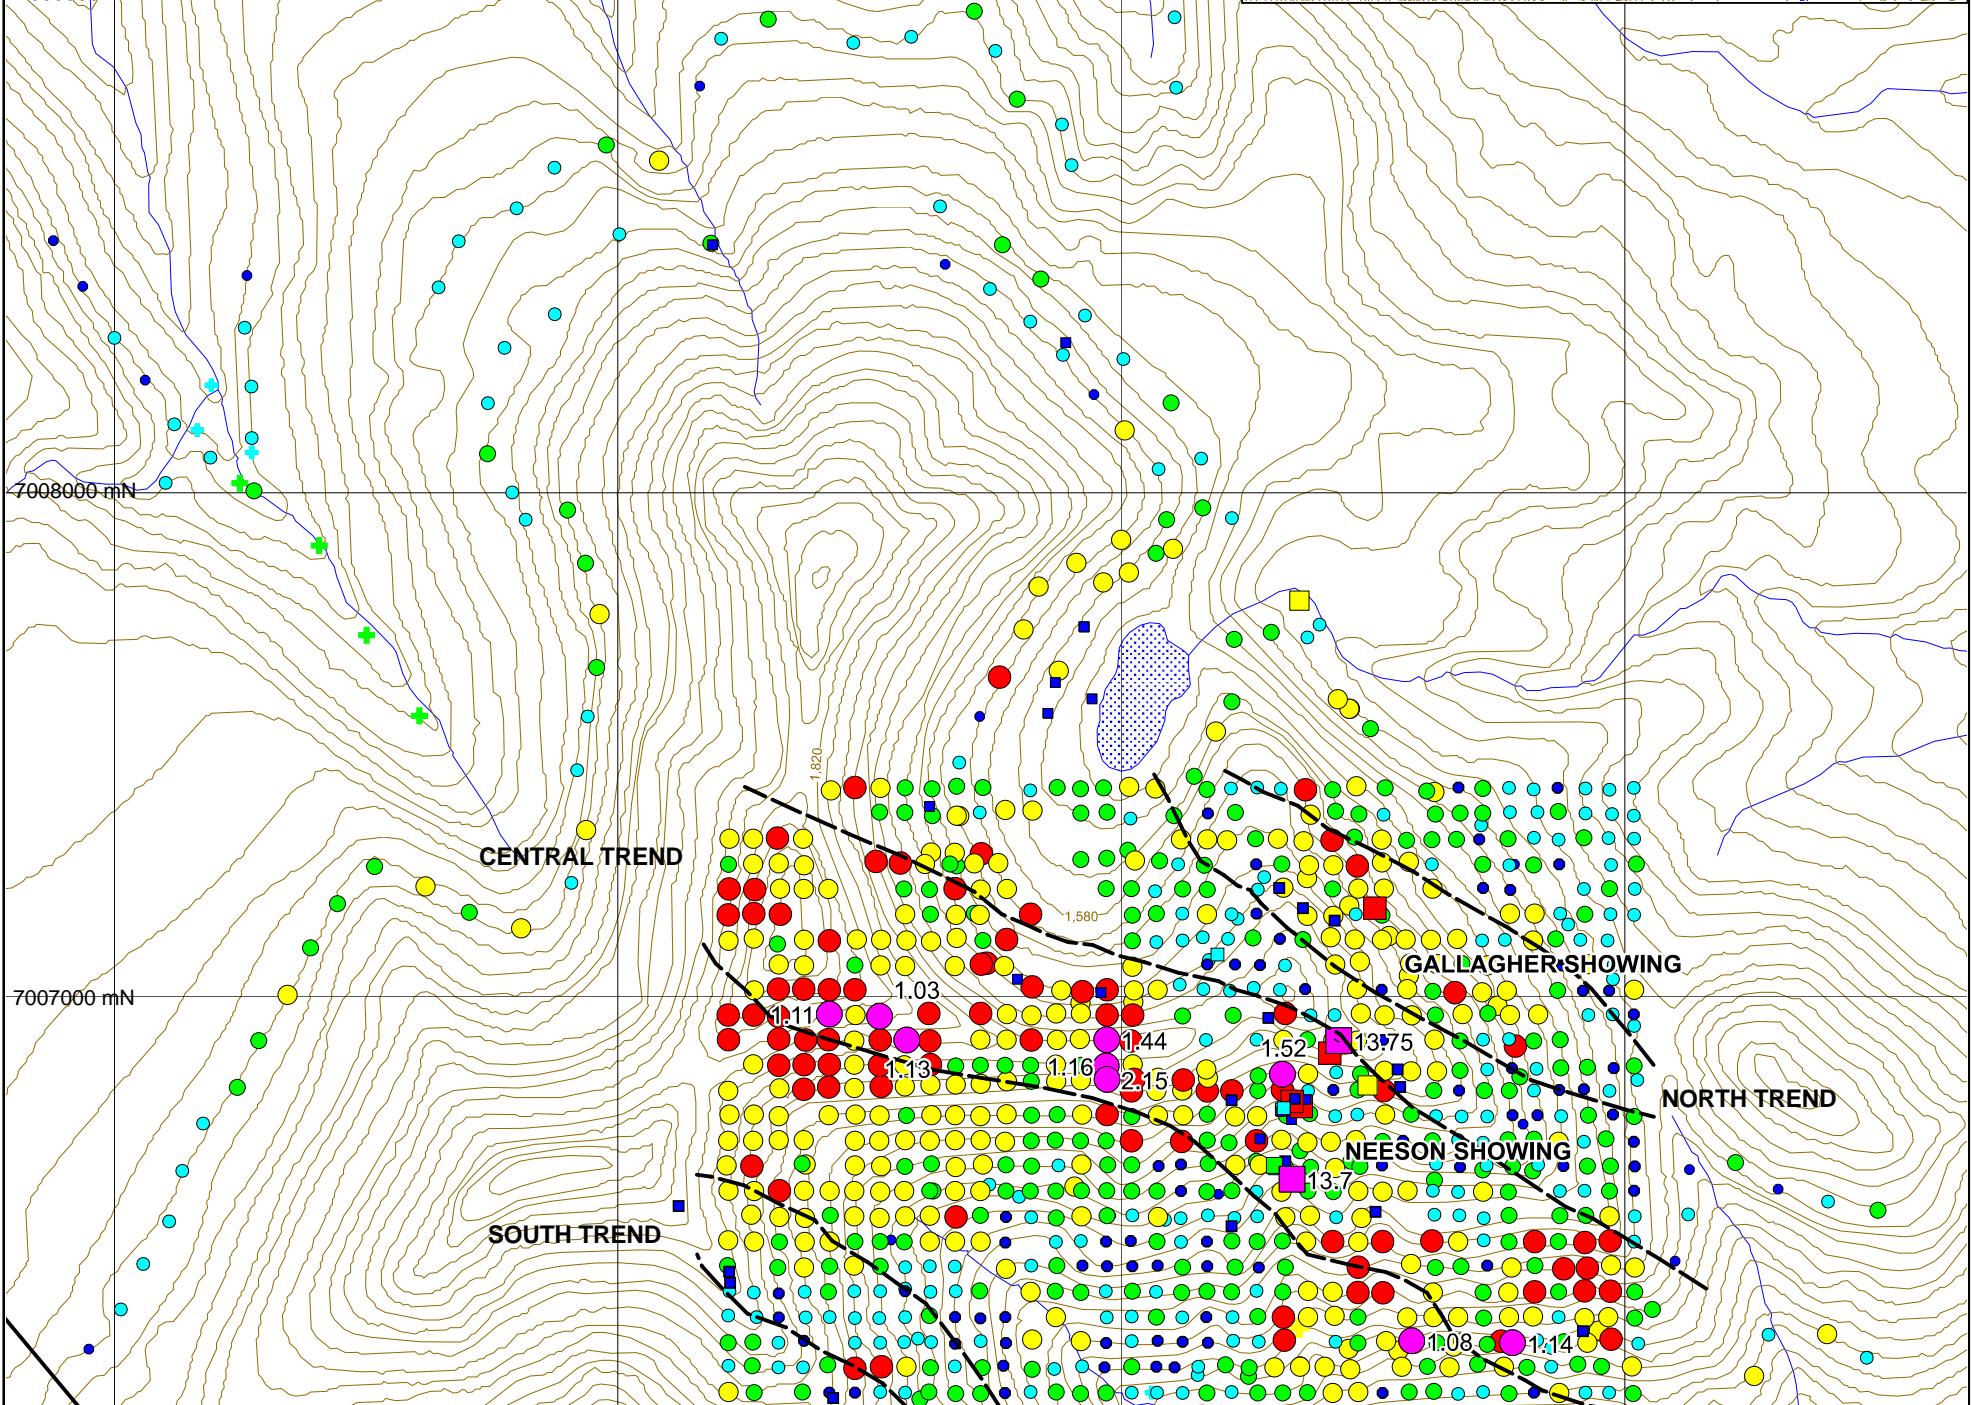 7008000 mN
1,820
CENTRAL TREND
1,580
GALLAGHER SHOWING
7007000 mN
1.03
1.11
1.44
1.52
13.75
1.13
1.16
2.15
NORTH TREND
NEESON SHOWING
13.7
SOUTH TREND
1.08
1.14